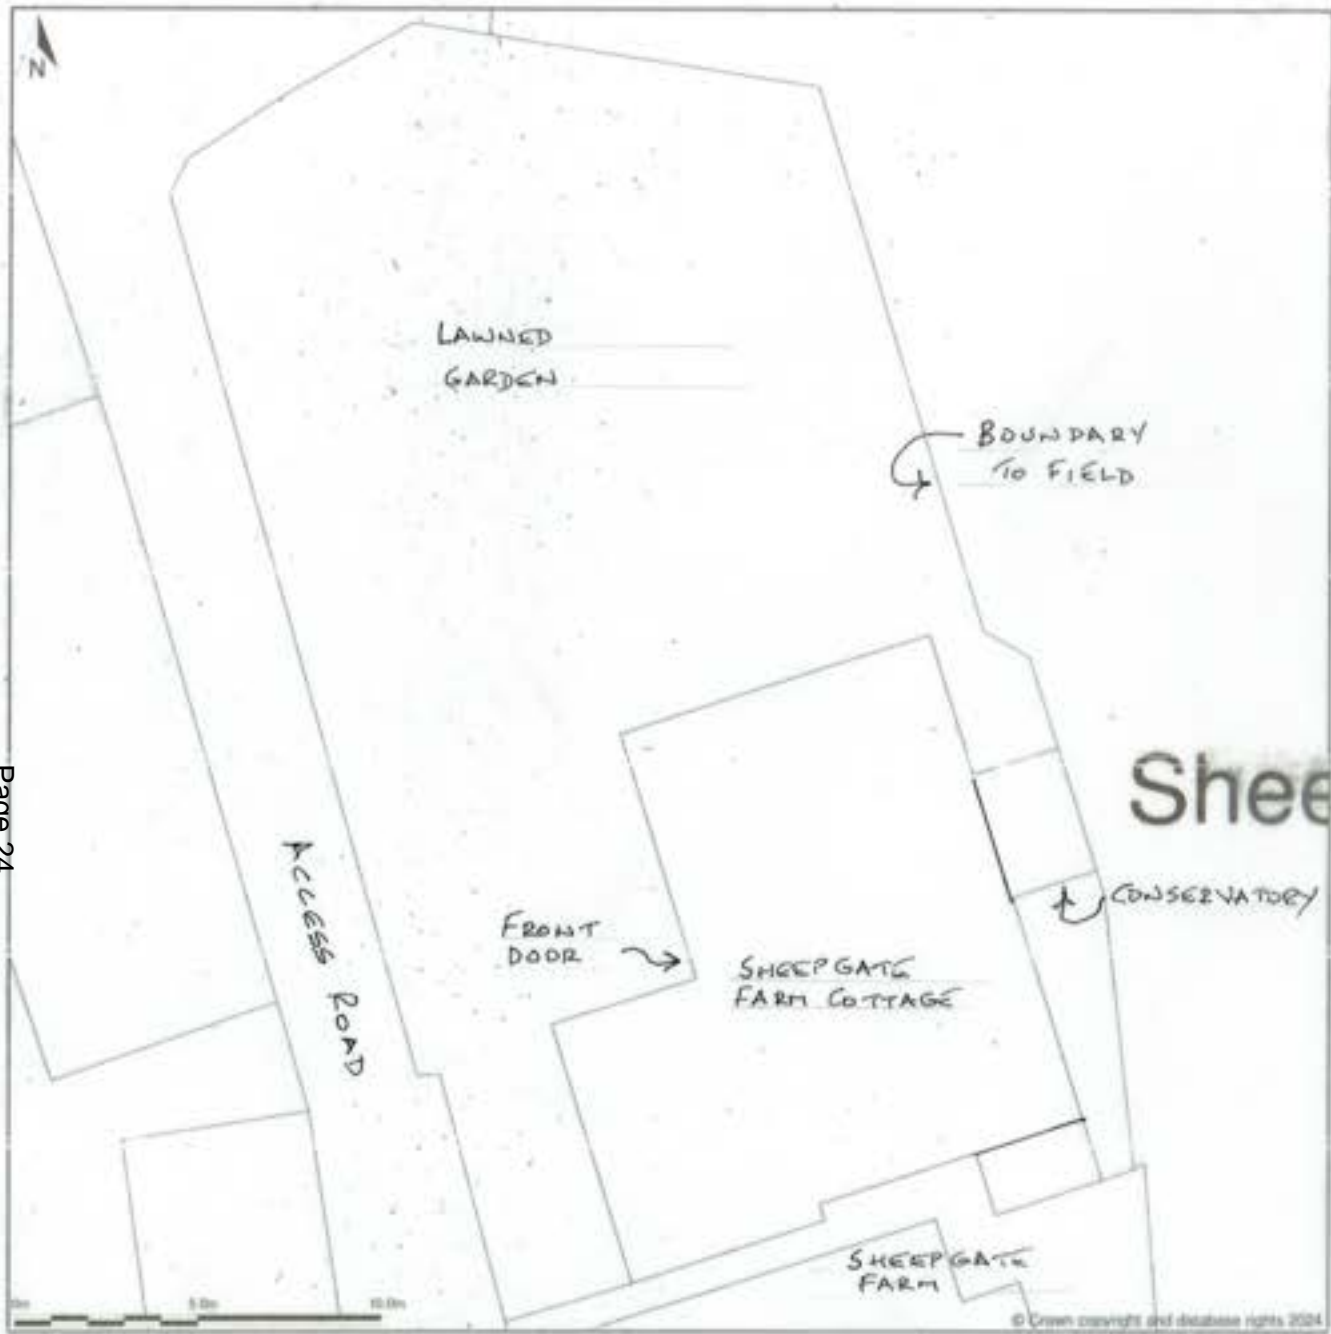 N
LAWNED
GARDEN
BOUNDARY
TO FIELD
Shee
Page 24
ACCESS ROAD
CONSERVATORY
FRONT
DOOR
SHEEPGATE
FARM COTTAGE
SHEEPGATE
FARM
0m 5.0m 10.0m
© Crown copyright and database rights 2024